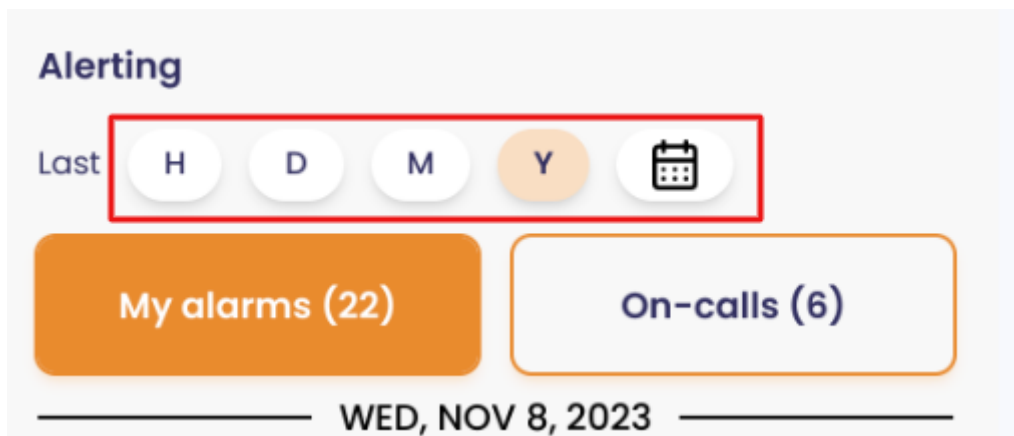 Alerting
Last H D M Y
My alarms (22) On-calls (6)
WED, NOV 8, 2023